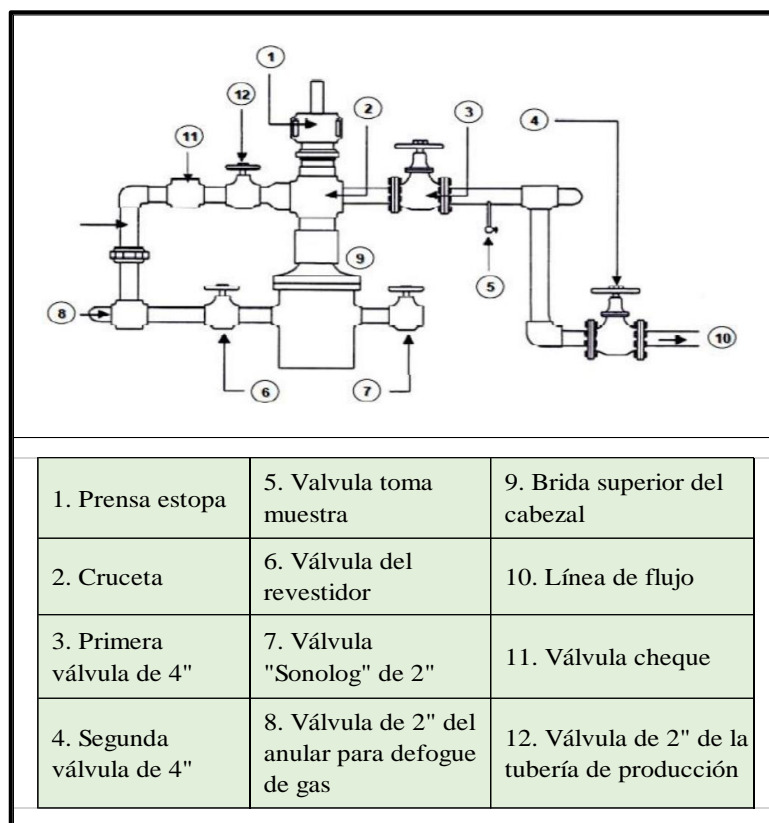 1
12
2
3
4
11
9
5
8
10
6
7
1. Prensa estopa
5. Valvula toma
muestra
9. Brida superior del
cabezal
2. Cruceta
6. Válvula del
revestidor
10. Línea de flujo
3. Primera
válvula de 4"
7. Válvula
"Sonolog" de 2"
11. Válvula cheque
4. Segunda
válvula de 4"
8. Válvula de 2" del
anular para defogue
de gas
12. Válvula de 2" de la
tubería de producción